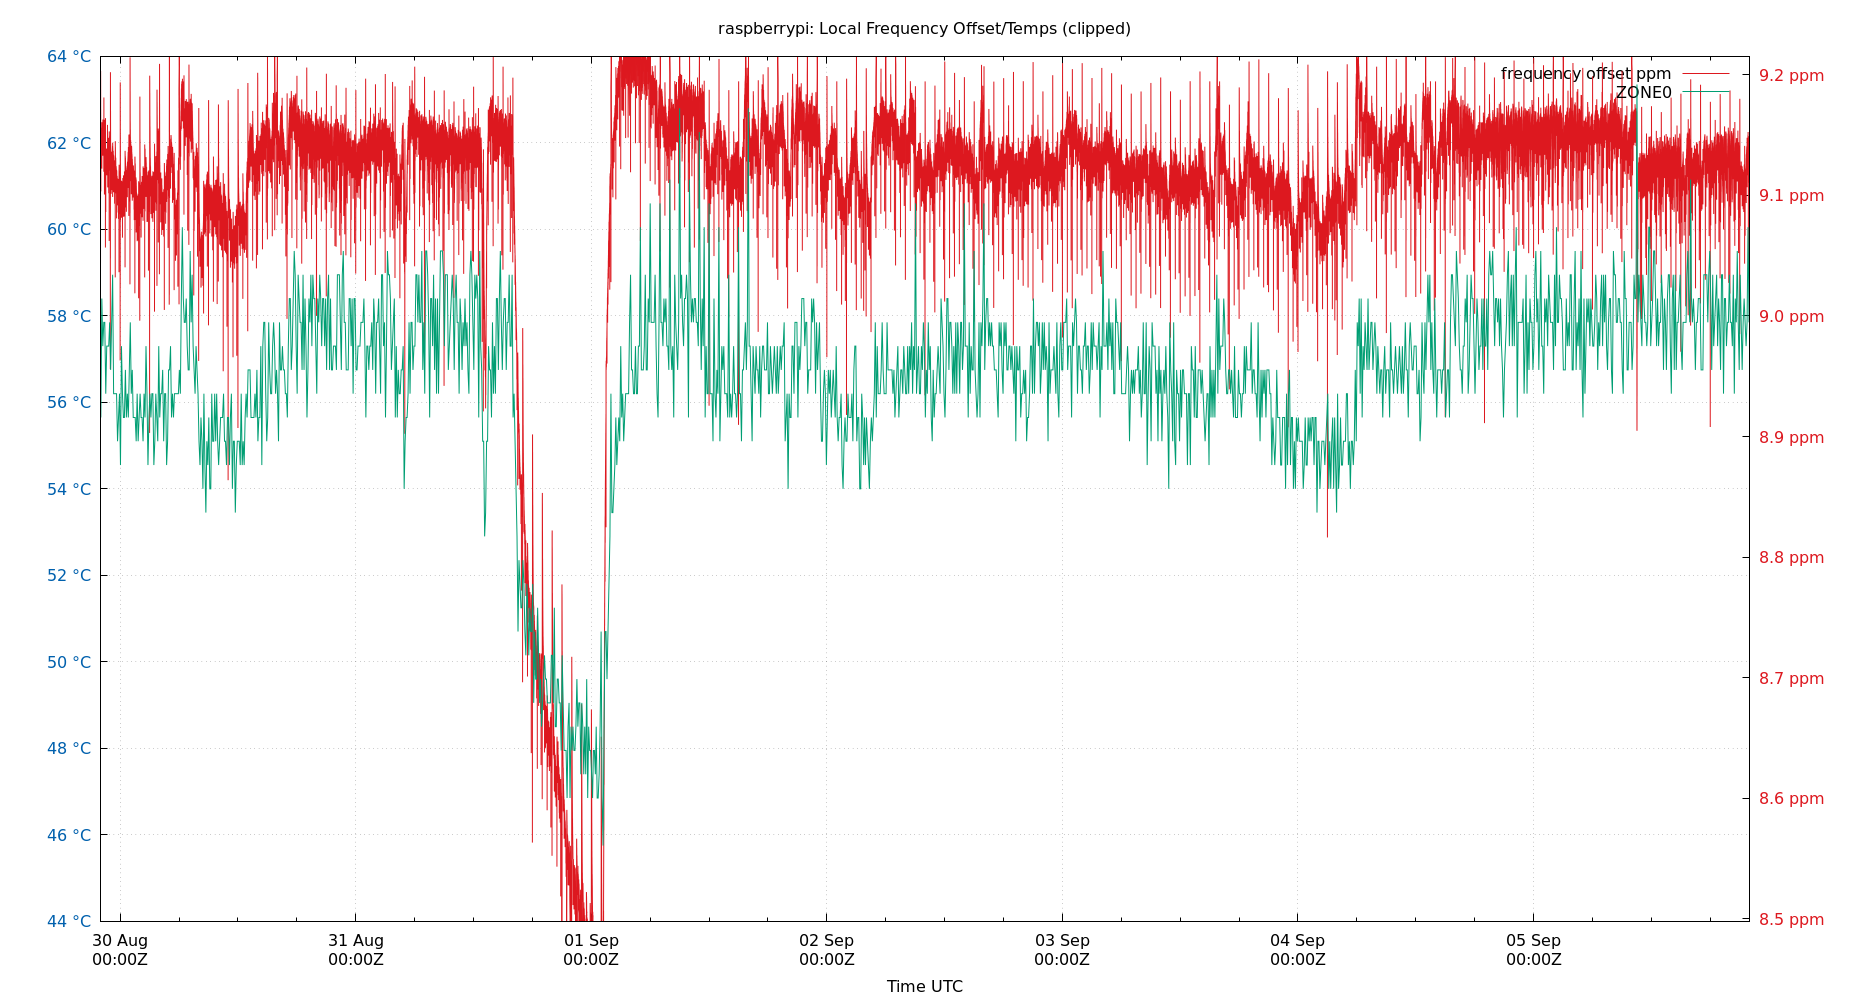 raspberrypi: Local Frequency Offset/Temps (clipped)
64 °C
62 °C
60 °C
58 °C
56 °C
54 °C
52 °C
50 °C
48 °C
46 °C
44 °C
frequency offset ppm
ZONE0
9.2 ppm
9.1 ppm
9.0 ppm
8.9 ppm
8.8 ppm
8.7 ppm
8.6 ppm
8.5 ppm
30 Aug
00:00Z
31 Aug
00:00Z
01 Sep
00:00Z
02 Sep
00:00Z
03 Sep
00:00Z
04 Sep
00:00Z
05 Sep
00:00Z
Time UTC